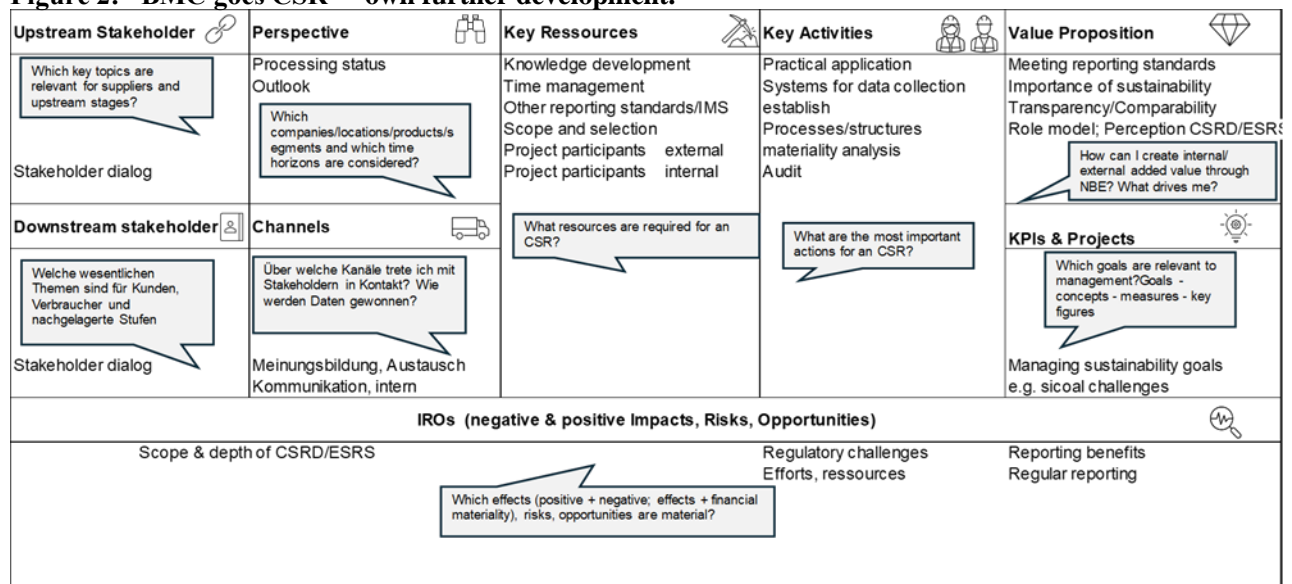 Figure 2: "BMC goes CSR" – own further development.
Upstream Stakeholder
Which key topics are
relevant for suppliers and
upstream stages?
Stakeholder dialog
Perspective
Processing status
Outlook
Which
companies/locations/products/s
egments and which time
horizons are considered?
Key Ressources
Knowledge development
Time management
Other reporting standards/IMS
Scope and selection
Project participants external
Project participants internal
What resources are required for an
CSR?
Key Activities
Practical application
Systems for data collection
establish
Processes/structures
materiality analysis
Audit
What are the most important
actions for an CSR?
Value Proposition
Meeting reporting standards
Importance of sustainability
Transparency/Comparability
Role model; Perception CSRD/ESRS
How can I create internal/
external added value through
NBE? What drives me?
Downstream stakeholder
Welche wesentlichen
Themen sind für Kunden,
Verbraucher und
nachgelagerte Stufen
Stakeholder dialog
Channels
Über welche Kanäle trete ich mit
Stakeholdern in Kontakt? Wie
werden Daten gewonnen?
Meinungsbildung, Austausch
Kommunikation, intern
KPIs & Projects
Which goals are relevant to
management?Goals -
concepts - measures - key
figures
Managing sustainability goals
e.g. sicoal challenges
IROs (negative & positive Impacts, Risks, Opportunities)
Scope & depth of CSRD/ESRS
Which effects (positive + negative; effects + financial
materiality), risks, opportunities are material?
Regulatory challenges
Efforts, ressources
Reporting benefits
Regular reporting